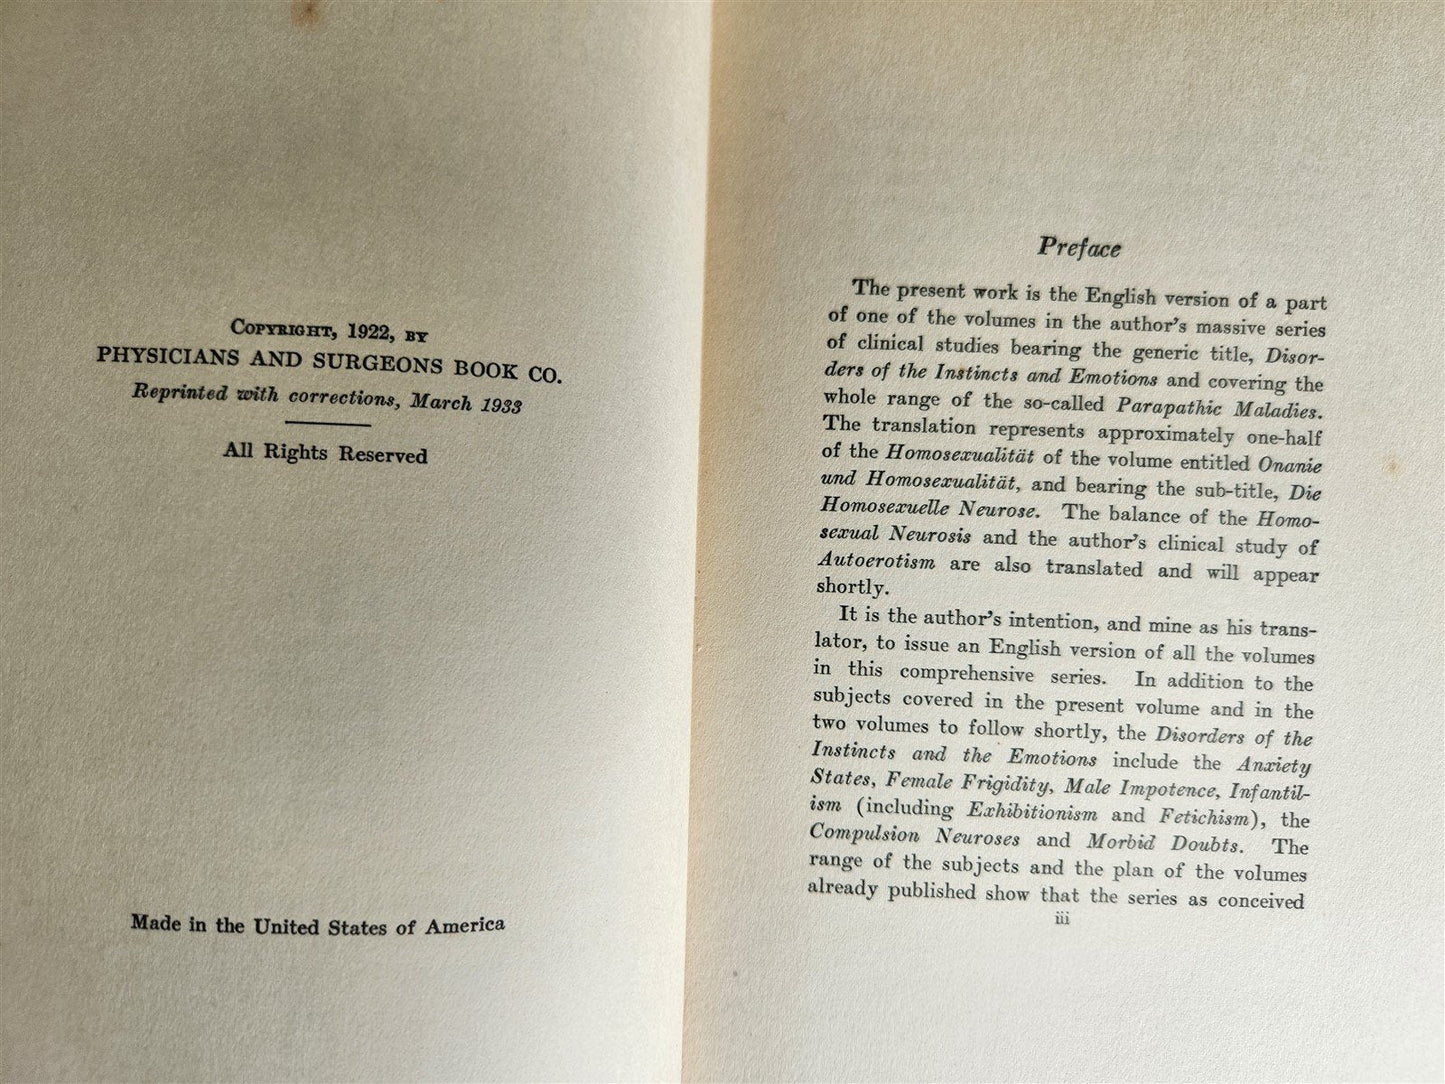 COPYRIGHT, 1922, BY
PHYSICIANS AND SURGEONS BOOK CO.
Reprinted with corrections, March 1933
All Rights Reserved
Made in the United States of America
Preface
The present work is the English version of a part
of one of the volumes in the author's massive series
of clinical studies bearing the generic title, Disor-
ders of the Instincts and Emotions and covering the
whole range of the so-called Parapathic Maladies.
The translation represents approximately one-half
of the Homosexualität of the volume entitled Onanie
und Homosexualität, and bearing the sub-title, Die
Homosexuelle Neurose. The balance of the Homo-
sexual Neurosis and the author's clinical study of
Autoerotism are also translated and will appear
shortly.
It is the author's intention, and mine as his trans-
lator, to issue an English version of all the volumes
in this comprehensive series. In addition to the
subjects covered in the present volume and in the
two volumes to follow shortly, the Disorders of the
Instincts and the Emotions include the Anxiety
States, Female Frigidity, Male Impotence, Infantil-
ism (including Exhibitionism and Fetichism), the
Compulsion Neuroses and Morbid Doubts. The
range of the subjects and the plan of the volumes
already published show that the series as conceived
iii